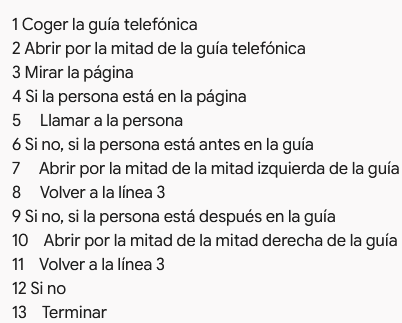 1 Coger la guía telefónica
2 Abrir por la mitad de la guía telefónica
3 Mirar la página
4 Si la persona está en la página
5 Llamar a la persona
6 Si no, si la persona está antes en la guía
7 Abrir por la mitad de la mitad izquierda de la guía
8 Volver a la línea 3
9 Si no, si la persona está después en la guía
10 Abrir por la mitad de la mitad derecha de la guía
11 Volver a la línea 3
12 Si no
13 Terminar